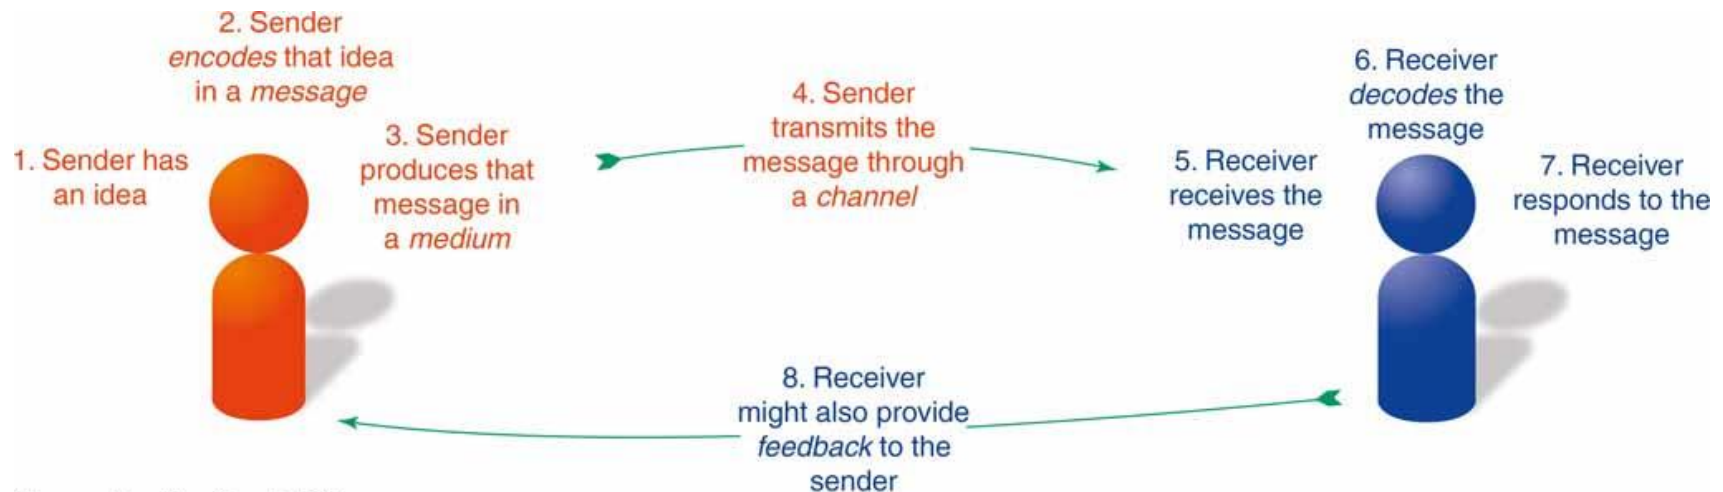 1. Sender has
an idea
2. Sender
encodes that idea
in a message
3. Sender
produces that
message in
a medium
4. Sender
transmits the
message through
a channel
5. Receiver
receives the
message
6. Receiver
decodes the
message
7. Receiver
responds to the
message
8. Receiver
might also provide
feedback to the
sender